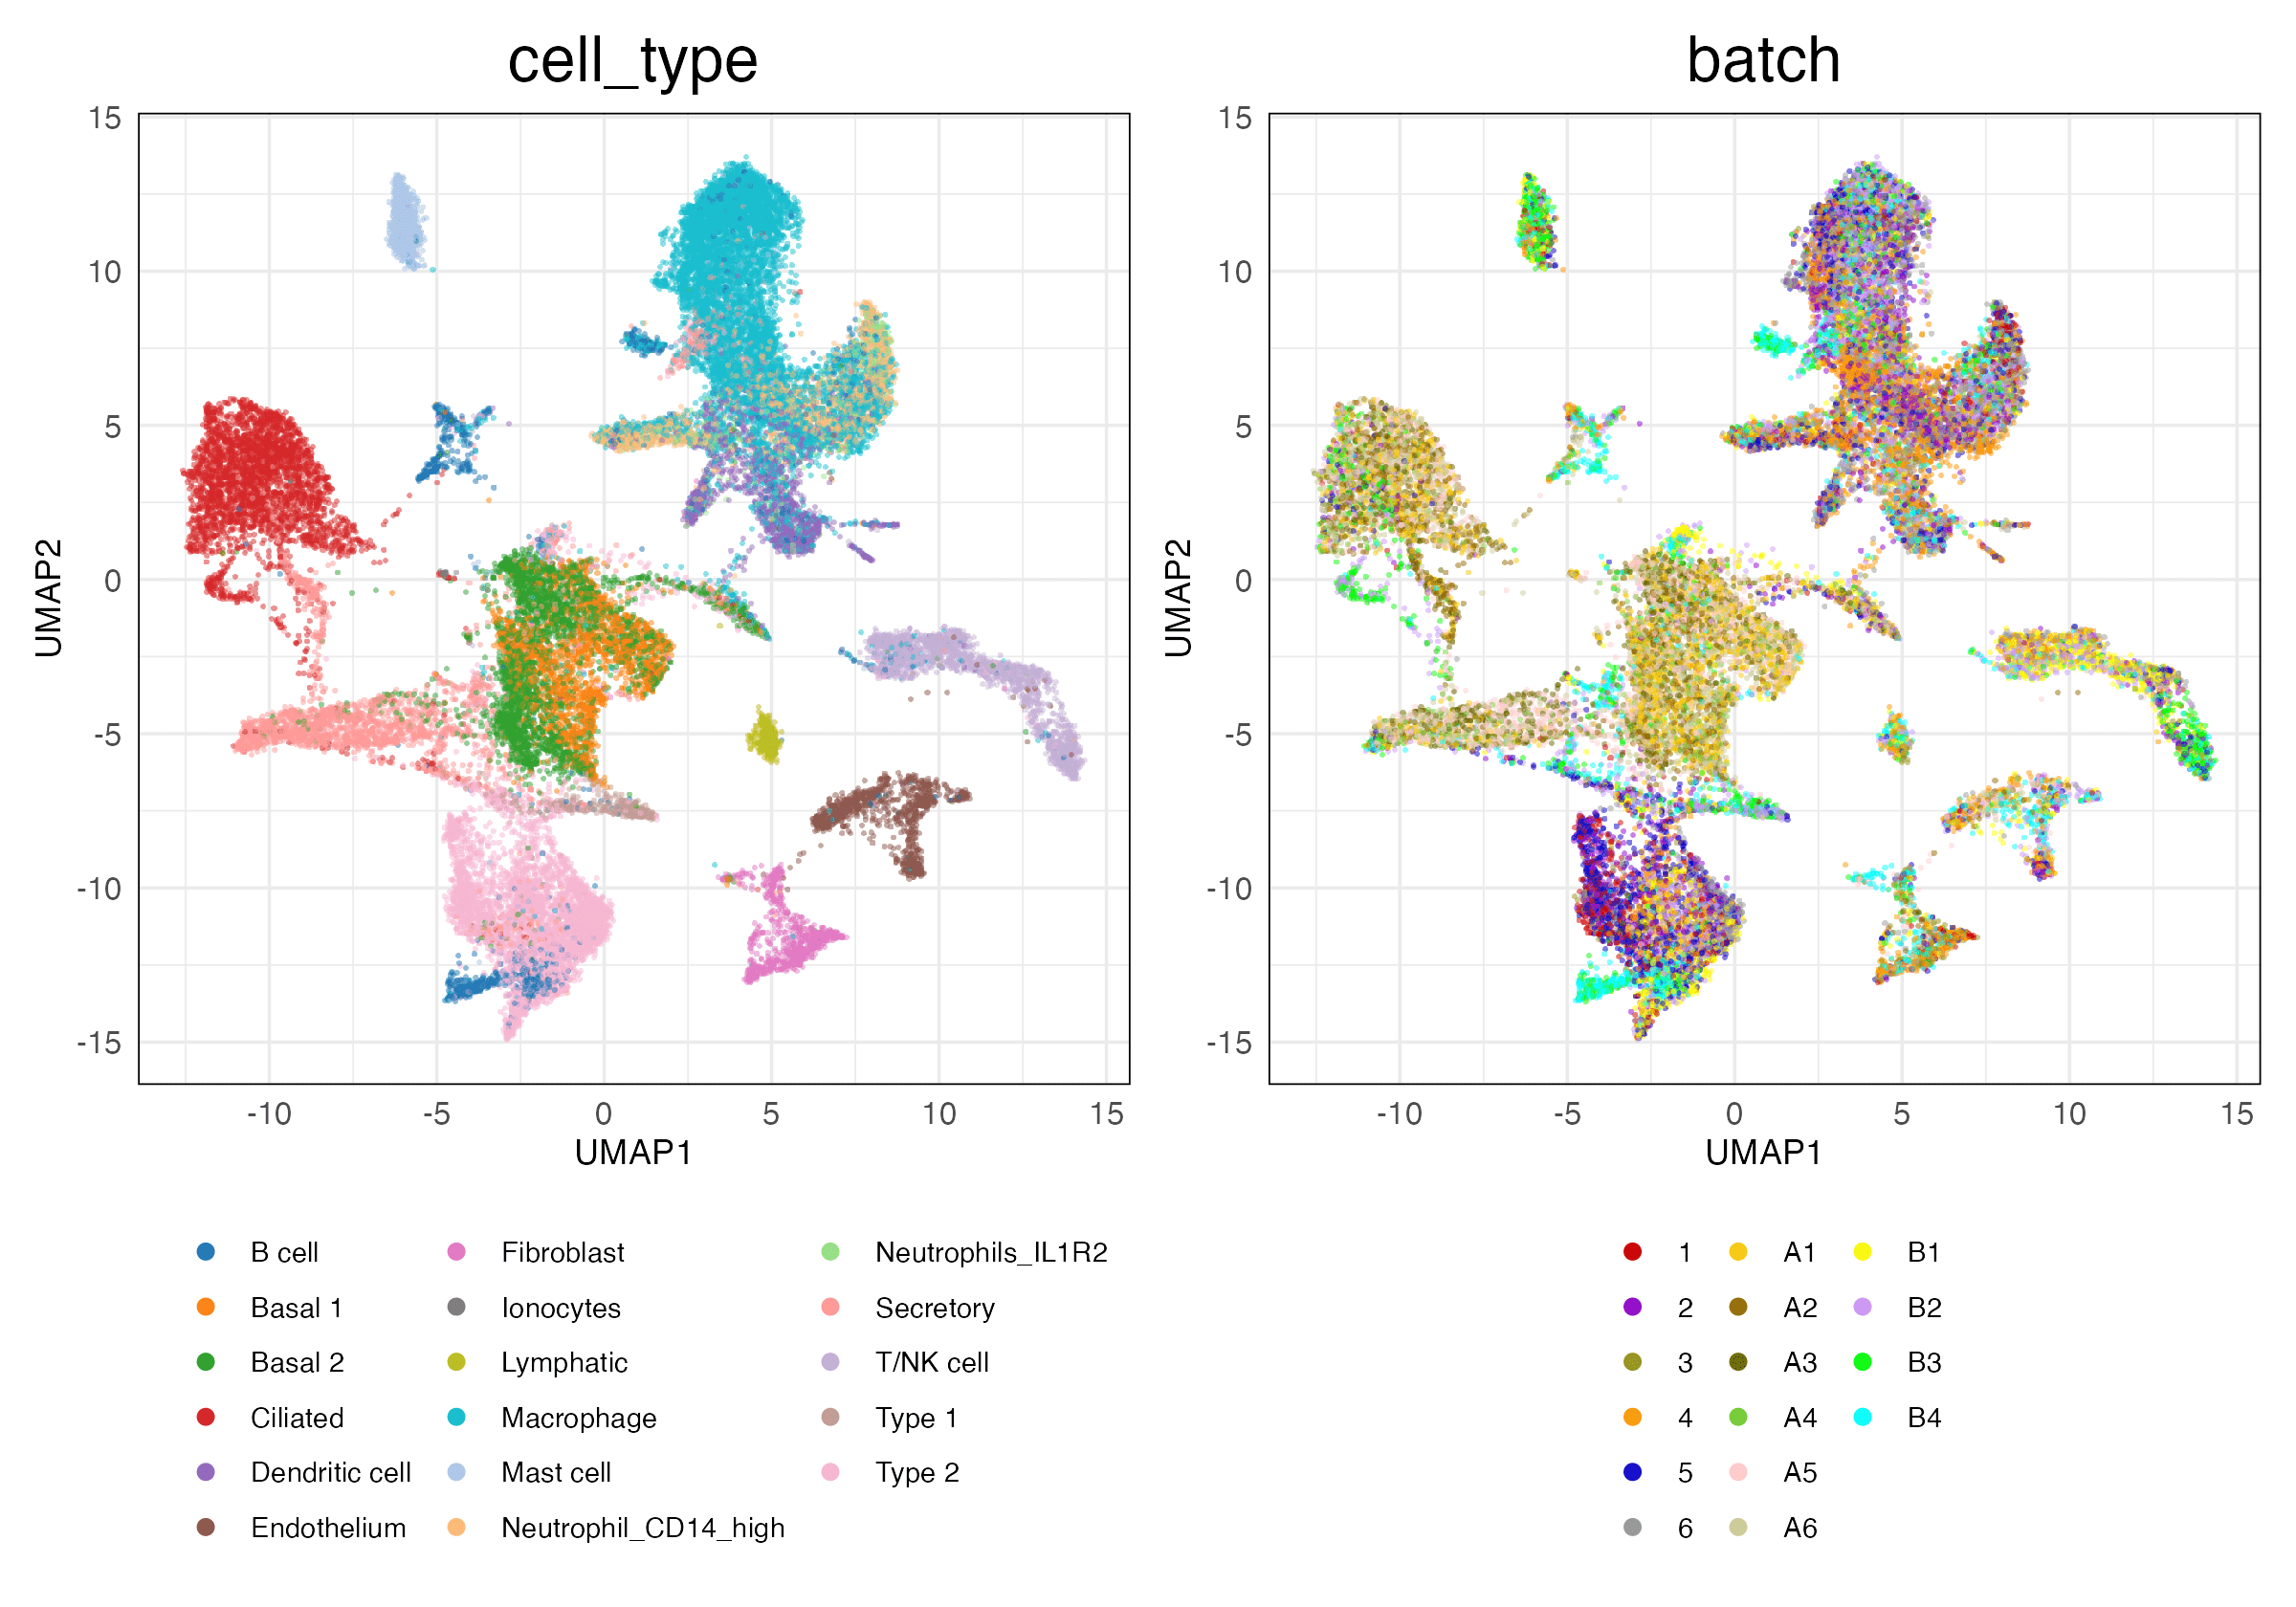 cell_type
batch
15
10
5
0
-5
-10
-15
UMAP2
-10 -5 0 5 10 15
UMAP1
15
10
5
0
-5
-10
-15
UMAP2
-10 -5 0 5 10 15
UMAP1
B cell Fibroblast Neutrophils_IL1R2
Basal 1 Ionocytes Secretory
Basal 2 Lymphatic T/NK cell
Ciliated Macrophage Type 1
Dendritic cell Mast cell Type 2
Endothelium Neutrophil_CD14_high
1 A1 B1
2 A2 B2
3 A3 B3
4 A4 B4
5 A5
6 A6